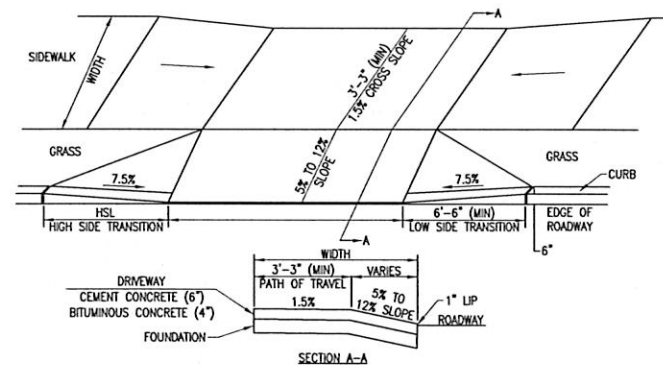 A
SIDEWALK
WIDTH
3'-3" (MIN)
1.5% CROSS SLOPE
GRASS
5% TO 12%
SLOPE
GRASS
7.5%
7.5%
CURB
HSL
HIGH SIDE TRANSITION
6'-6" (MIN)
LOW SIDE TRANSITION
EDGE OF
ROADWAY
A
6"
WIDTH
3'-3" (MIN)
VARIES
DRIVEWAY
PATH OF TRAVEL
CEMENT CONCRETE (6")
BITUMINOUS CONCRETE (4")
1.5%
5% TO
12% SLOPE
1" LIP
ROADWAY
FOUNDATION
SECTION A-A